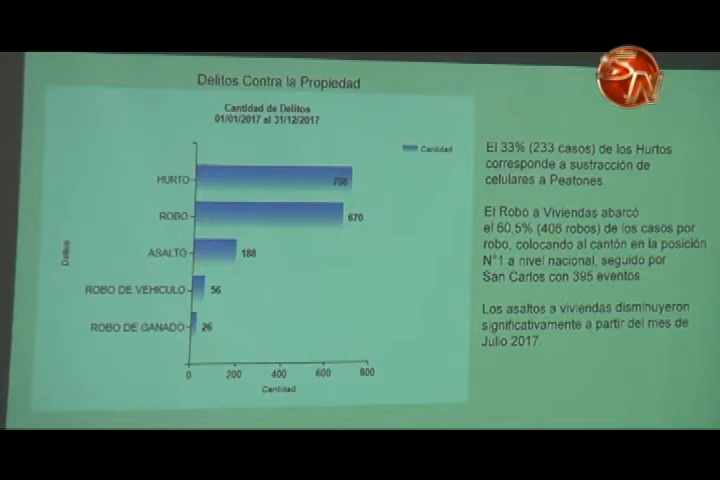 Delitos Contra la Propiedad
Cantidad de Delitos
01/01/2017 al 31/12/2017
Cantidad
Delitos
HURTO 708
ROBO 670
ASALTO 188
ROBO DE VEHICULO 56
ROBO DE GANADO 26
0 200 400 600 800
Cantidad
SN
El 33% (233 casos) de los Hurtos
corresponde a sustracción de
celulares a Peatones
El Robo a Viviendas abarcó
el 60.5% (406 robos) de los casos por
robo, colocando al cantón en la posición
N°1 a nivel nacional, seguido por
San Carlos con 395 eventos
Los asaltos a viviendas disminuyeron
significativamente a partir del mes de
Julio 2017.